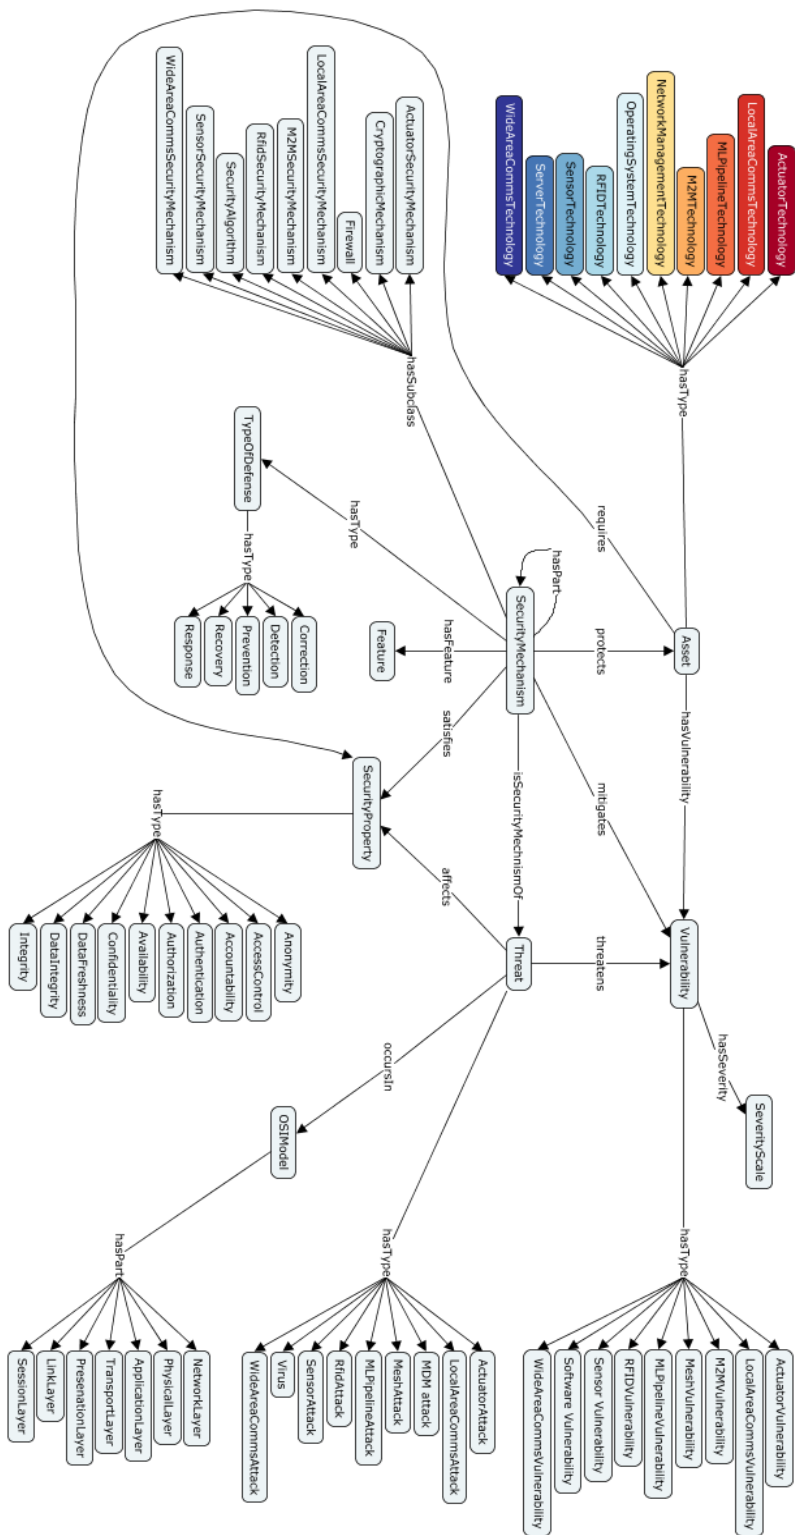 ActuatorTechnology
LocalAreaCommsTechnology
MLPipelineTechnology
M2MTechnology
NetworkManagementTechnology
OperatingSystemTechnology
RFIDTechnology
SensorTechnology
ServerTechnology
WideAreaCommsTechnology
hasType
Asset
hasVulnerability
Vulnerability
hasSeverity
SeverityScale
hasType
ActuatorVulnerability
LocalAreaCommsVulnerability
M2MVulnerability
MeshVulnerability
MLPipelineVulnerability
RFIDVulnerability
Sensor Vulnerability
Software Vulnerability
WideAreaCommsVulnerability
requires
protects
mitigates
threatens
ActuatorSecurityMechanism
CryptographicMechanism
Firewall
LocalAreaCommsSecurityMechanism
M2MSecurityMechanism
RfidSecurityMechanism
SecurityAlgorithm
SensorSecurityMechanism
WideAreaCommsSecurityMechanism
hasSubclass
hasPart
SecurityMechanism
isSecurityMechnismOf
Threat
hasType
ActuatorAttack
LocalAreaCommsAttack
MDM attack
MeshAttack
MLPipelineAttack
RfidAttack
SensorAttack
Virus
WideAreaCommsAttack
hasType
hasFeature
satisfies
affects
occursIn
TypeOfDefense
hasType
Correction
Detection
Prevention
Recovery
Response
Feature
SecurityProperty
hasType
Anonymity
AccessControl
Accountability
Authentication
Authorization
Availability
Confidentiality
DataFreshness
DataIntegrity
Integrity
OSIModel
hasPart
NetworkLayer
PhysicalLayer
ApplicationLayer
TransportLayer
PresenationLayer
LinkLayer
SessionLayer